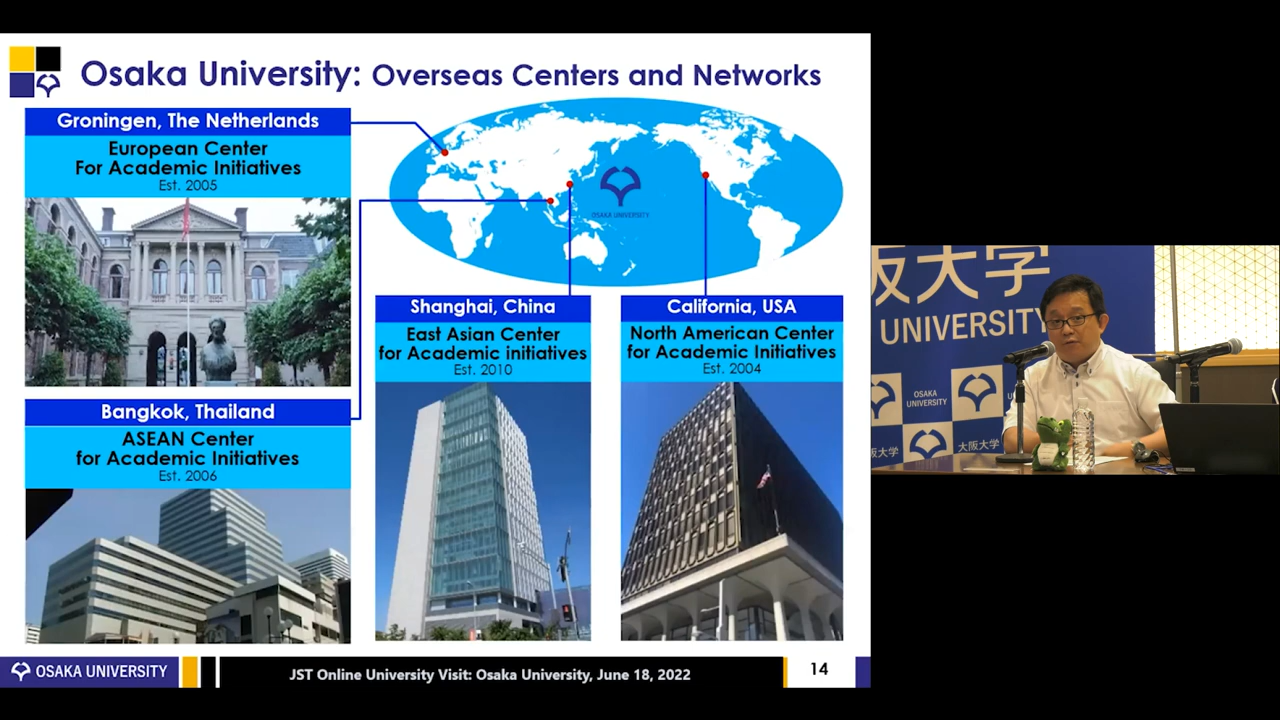 Osaka University: Overseas Centers and Networks
Groningen, The Netherlands
European Center
For Academic Initiatives
Est. 2005
OSAKA UNIVERSITY
Bangkok, Thailand
ASEAN Center
for Academic Initiatives
Est. 2006
Shanghai, China
East Asian Center
for Academic initiatives
Est. 2010
California, USA
North American Center
for Academic Initiatives
Est. 2004
OSAKA UNIVERSITY
JST Online University Visit: Osaka University, June 18, 2022
14
阪大学
UNIVERSITY
OSAKA
UNIVERSITY
阪大学
大阪大学